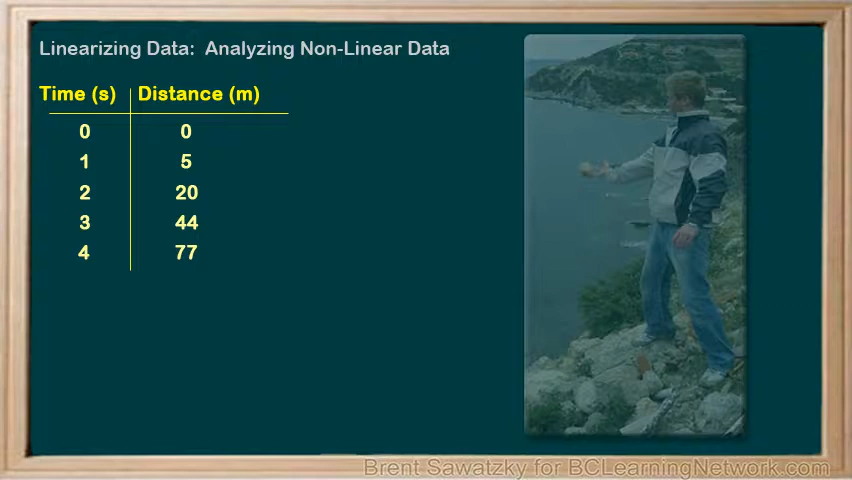 Linearizing Data: Analyzing Non-Linear Data
Time (s) Distance (m)
0 0
1 5
2 20
3 44
4 77
Brent Sawatzky for BCLearningNetwork.com